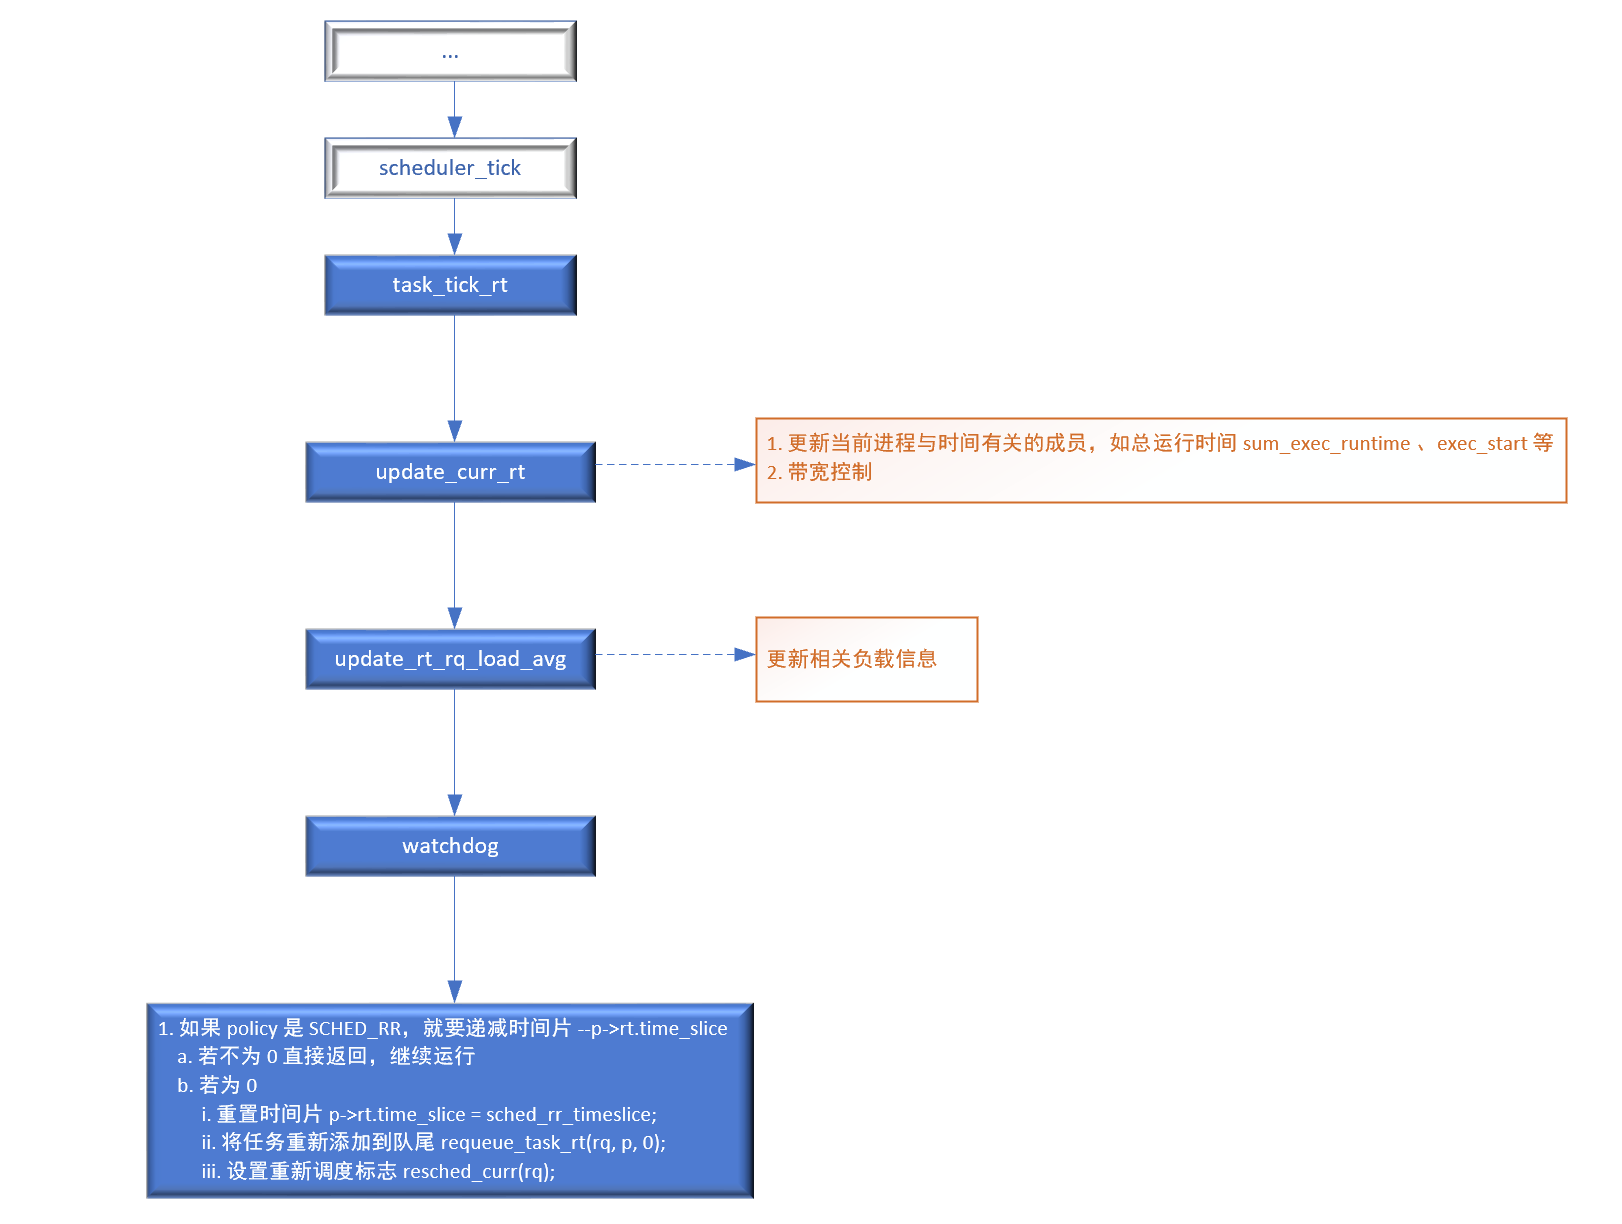 ...
scheduler_tick
task_tick_rt
update_curr_rt
1. 更新当前进程与时间有关的成员，如总运行时间 sum_exec_runtime 、exec_start 等
2. 带宽控制
update_rt_rq_load_avg
更新相关负载信息
watchdog
1. 如果 policy 是 SCHED_RR，就要递减时间片 --p->rt.time_slice
a. 若不为 0 直接返回，继续运行
b. 若为 0
i. 重置时间片 p->rt.time_slice = sched_rr_timeslice;
ii. 将任务重新添加到队尾 requeue_task_rt(rq, p, 0);
iii. 设置重新调度标志 resched_curr(rq);